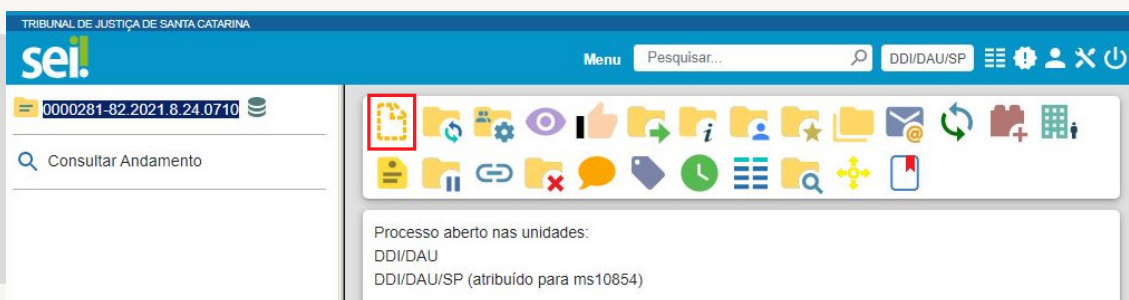 TRIBUNAL DE JUSTIÇA DE SANTA CATARINA
sei!
Menu
Pesquisar...
DDI/DAU/SP
0000281-82.2021.8.24.0710
Consultar Andamento
Processo aberto nas unidades:
DDI/DAU
DDI/DAU/SP (atribuído para ms10854)